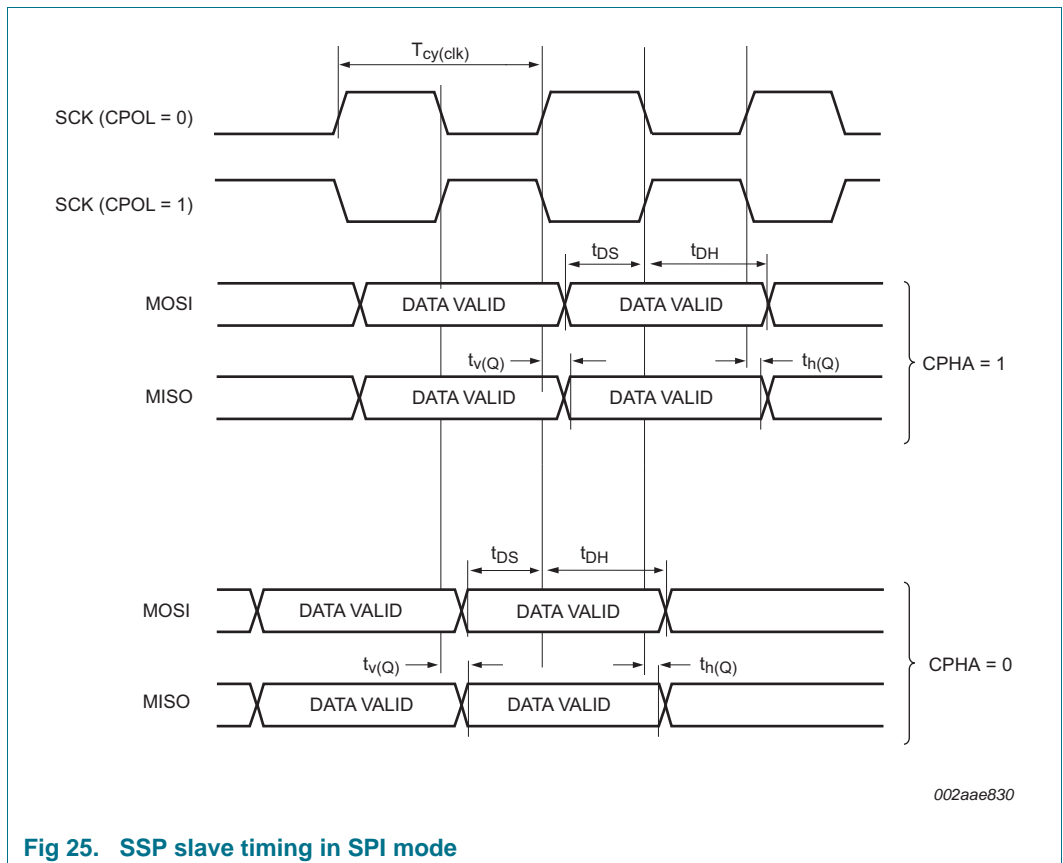 Tcy(clk)
SCK (CPOL = 0)
SCK (CPOL = 1)
tDS tDH
MOSI DATA VALID DATA VALID
tv(Q) th(Q)
CPHA = 1
MISO DATA VALID DATA VALID
tDS tDH
MOSI DATA VALID DATA VALID
tv(Q) th(Q)
CPHA = 0
MISO DATA VALID DATA VALID
002aae830
Fig 25. SSP slave timing in SPI mode